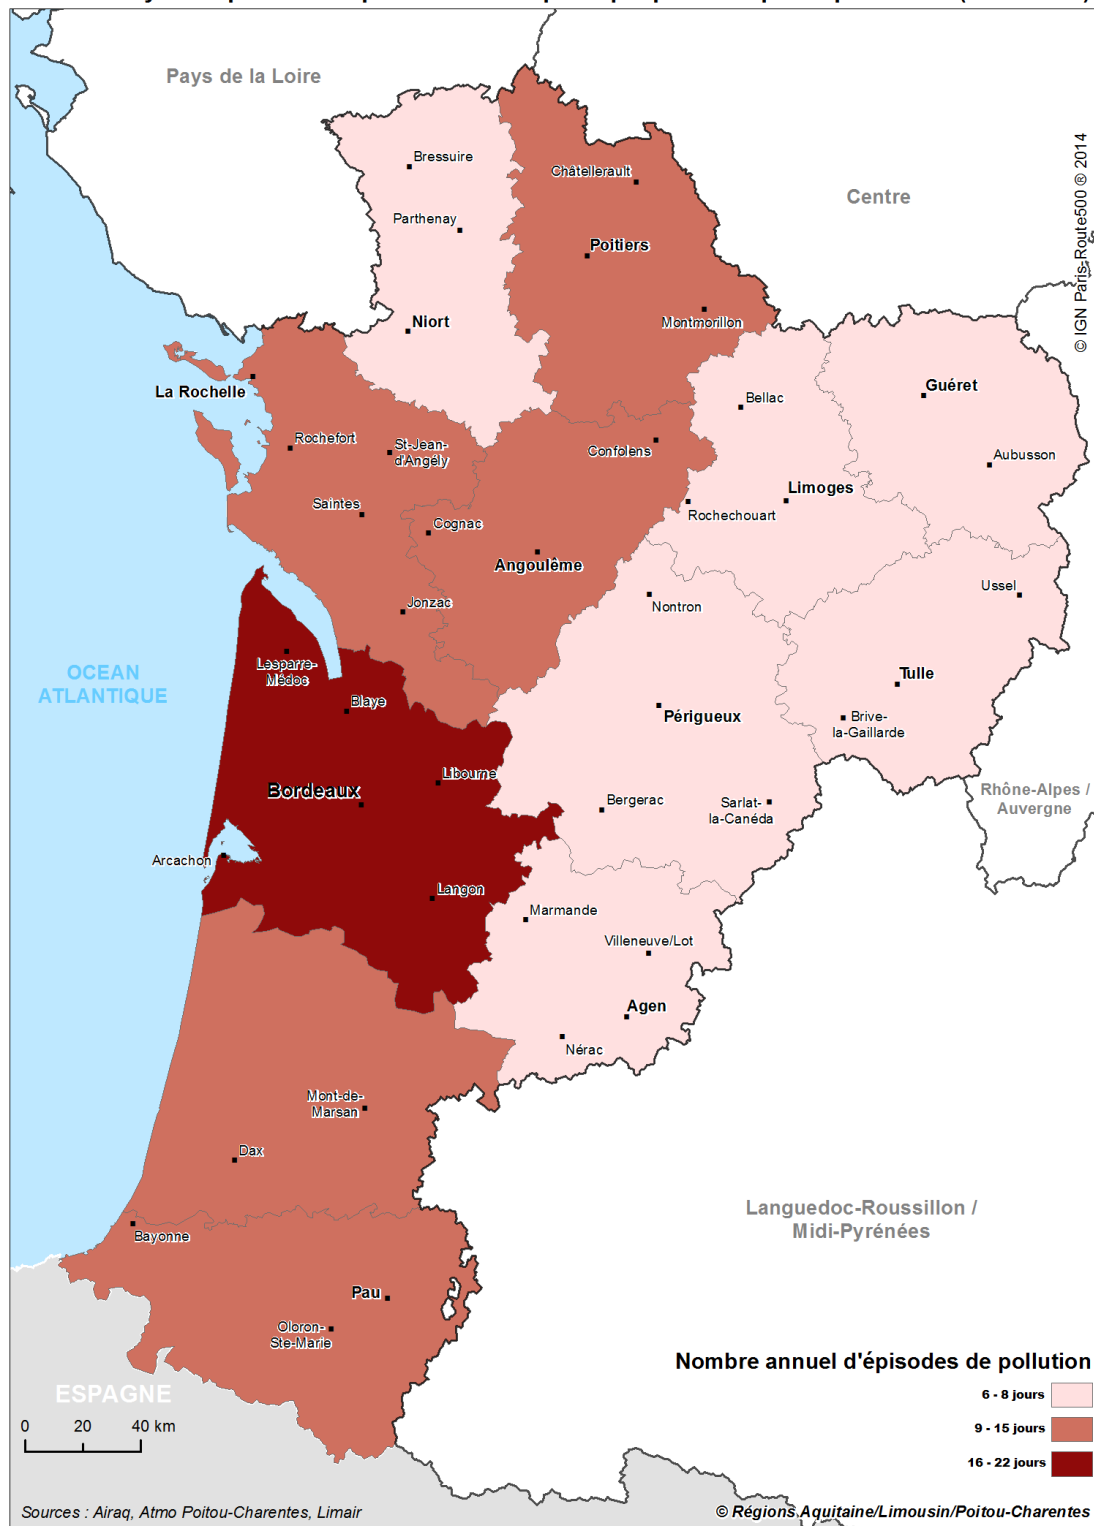 Pays de la Loire
Centre
© IGN Paris-Route500 ® 2014
Bressuire
Châtellerault
Parthenay
Poitiers
Niort
Montmorillon
La Rochelle
Guéret
Bellac
Rochefort
St-Jean-
d'Angély
Confolens
Aubusson
Limoges
Saintes
Rochechouart
Cognac
Angoulême
Ussel
Nontron
Jonzac
OCEAN
ATLANTIQUE
Lesparre-
Médoc
Tulle
Blaye
Périgueux
Brive-
la-Gaillarde
Libourne
Bordeaux
Rhône-Alpes /
Auvergne
Bergerac
Sarlat-
la-Canéda
Arcachon
Langon
Marmande
Villeneuve/Lot
Agen
Nérac
Mont-de-
Marsan
Dax
Languedoc-Roussillon /
Midi-Pyrénées
Bayonne
Pau
Oloron-
Ste-Marie
ESPAGNE
0 20 40 km
Nombre annuel d'épisodes de pollution
6 - 8 jours
9 - 15 jours
16 - 22 jours
Sources : Airaq, Atmo Poitou-Charentes, Limair
© Régions Aquitaine/Limousin/Poitou-Charentes